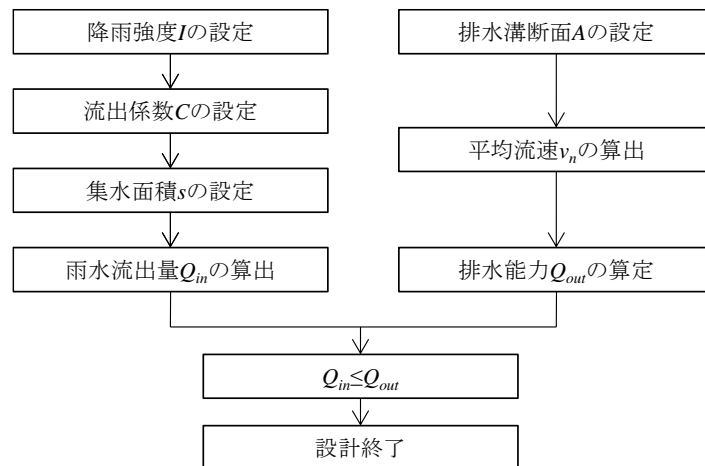 降雨強度Iの設定
流出係数Cの設定
集水面積sの設定
雨水流出量Qinの算出
排水溝断面Aの設定
平均流速vnの算出
排水能力Qoutの算定
Qin≤Qout
設計終了